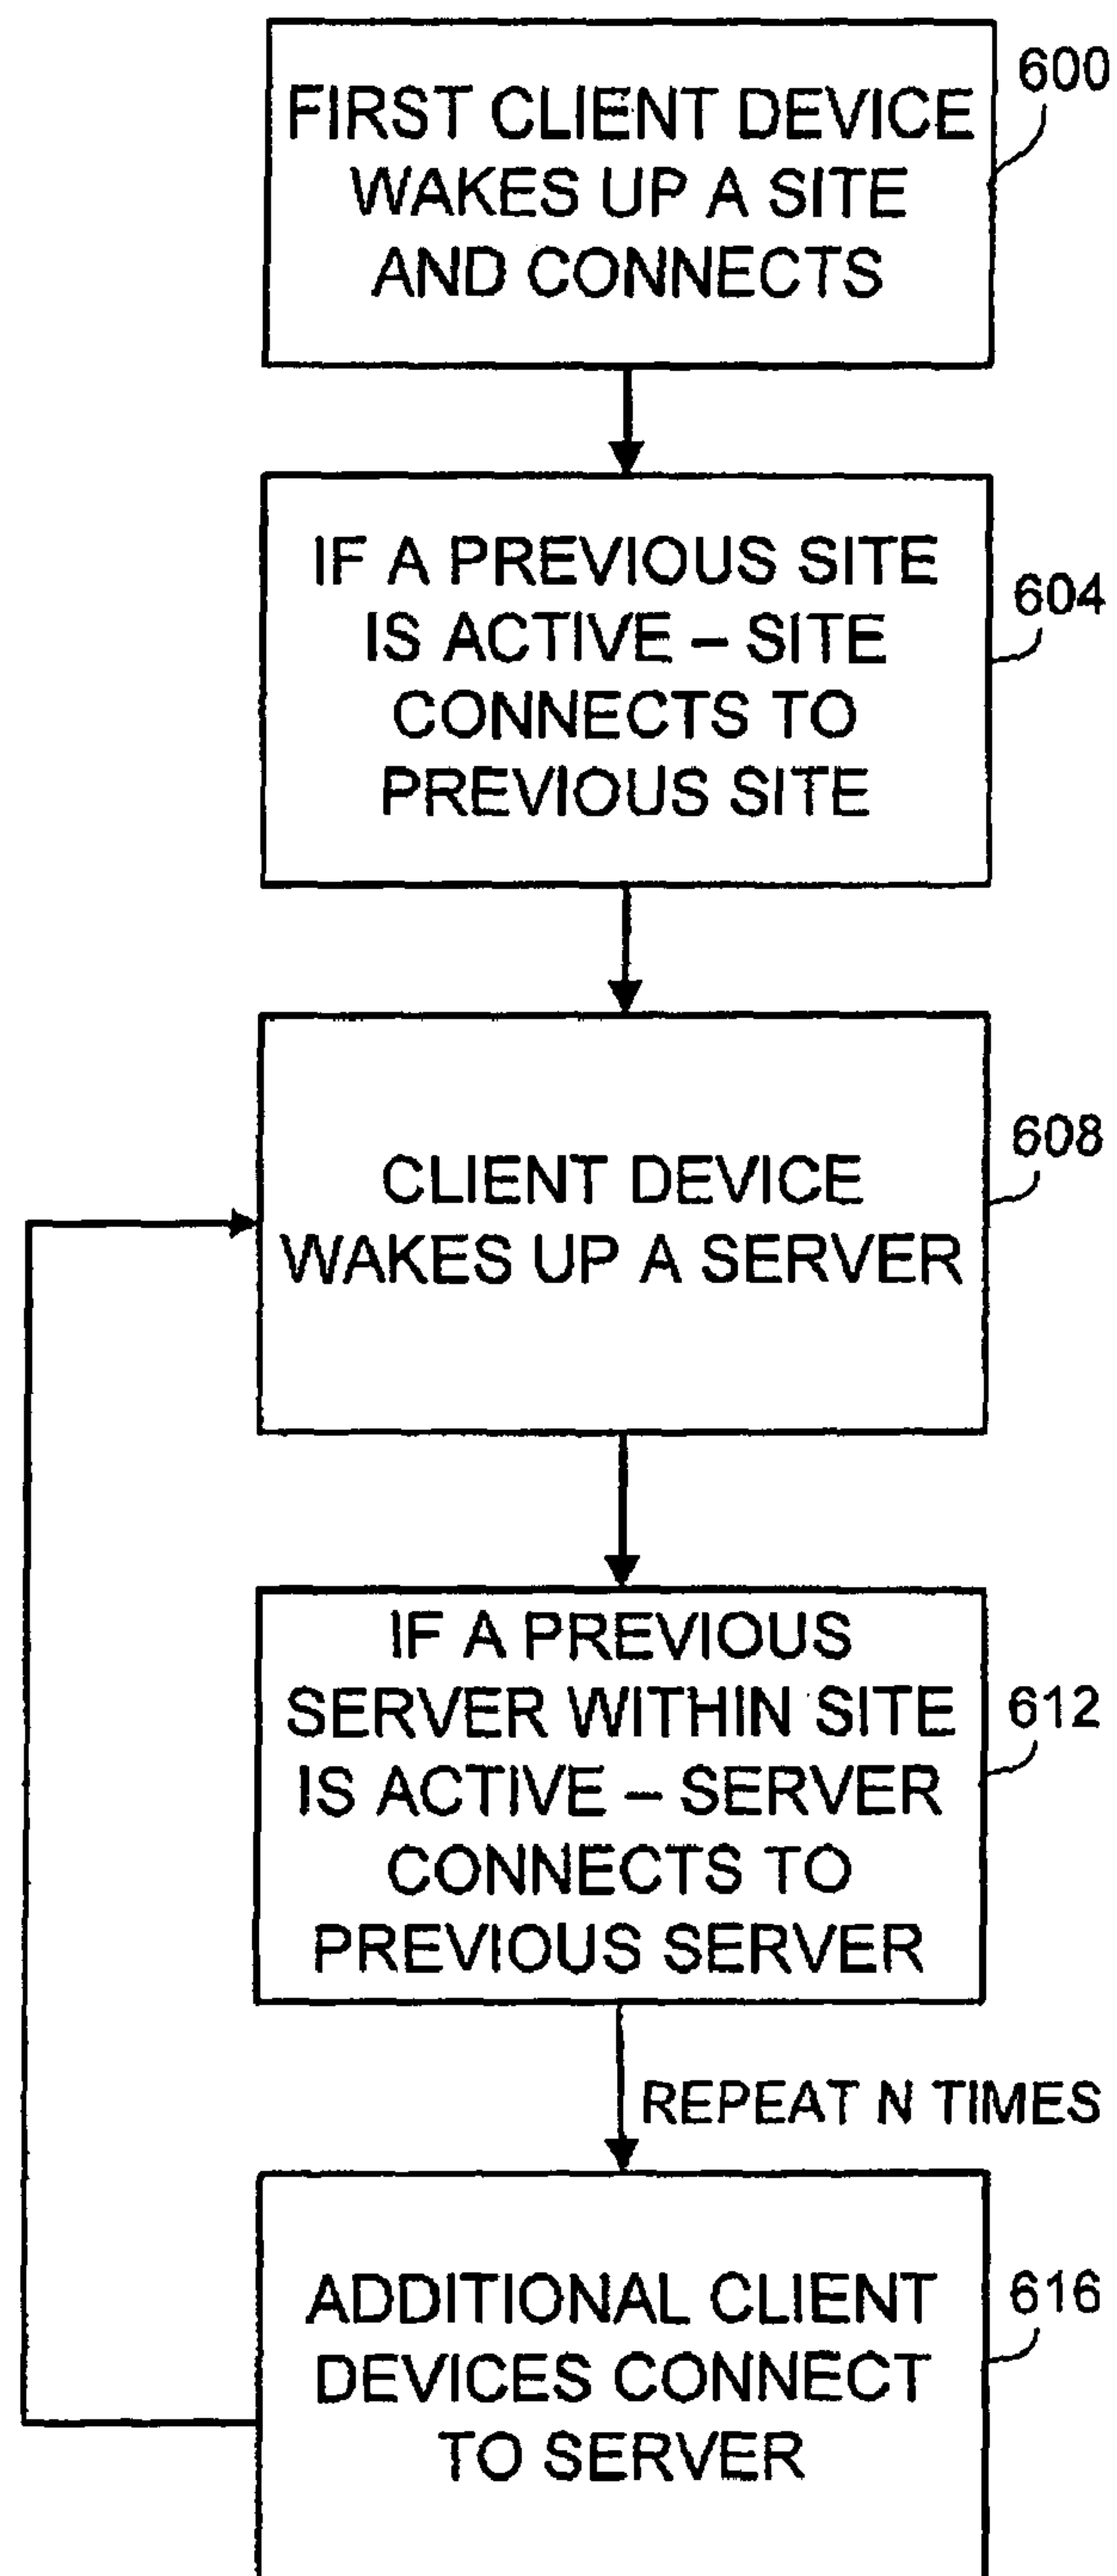 FIRST CLIENT DEVICE
WAKES UP A SITE
AND CONNECTS
600
IF A PREVIOUS SITE
IS ACTIVE – SITE
CONNECTS TO
PREVIOUS SITE
604
CLIENT DEVICE
WAKES UP A SERVER
608
IF A PREVIOUS
SERVER WITHIN SITE
IS ACTIVE – SERVER
CONNECTS TO
PREVIOUS SERVER
612
REPEAT N TIMES
ADDITIONAL CLIENT
DEVICES CONNECT
TO SERVER
616